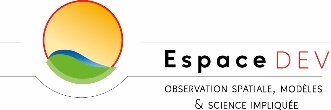 Espace DEV
OBSERVATION SPATIALE, MODÈLES
& SCIENCE IMPLIQUÉE